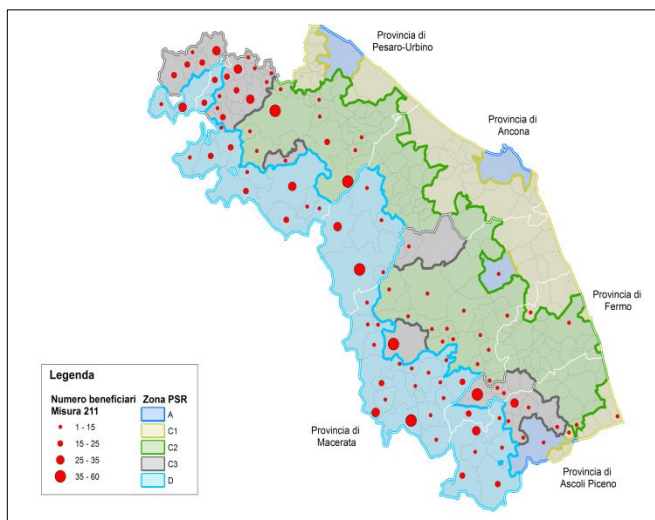 Provincia di
Pesaro-Urbino
Provincia di
Ancona
Provincia di
Fermo
Provincia di
Macerata
Provincia di
Ascoli Piceno
Legenda
Numero beneficiari
Misura 211
1 - 15
15 - 25
25 - 35
35 - 60
Zona PSR
A
C1
C2
C3
D